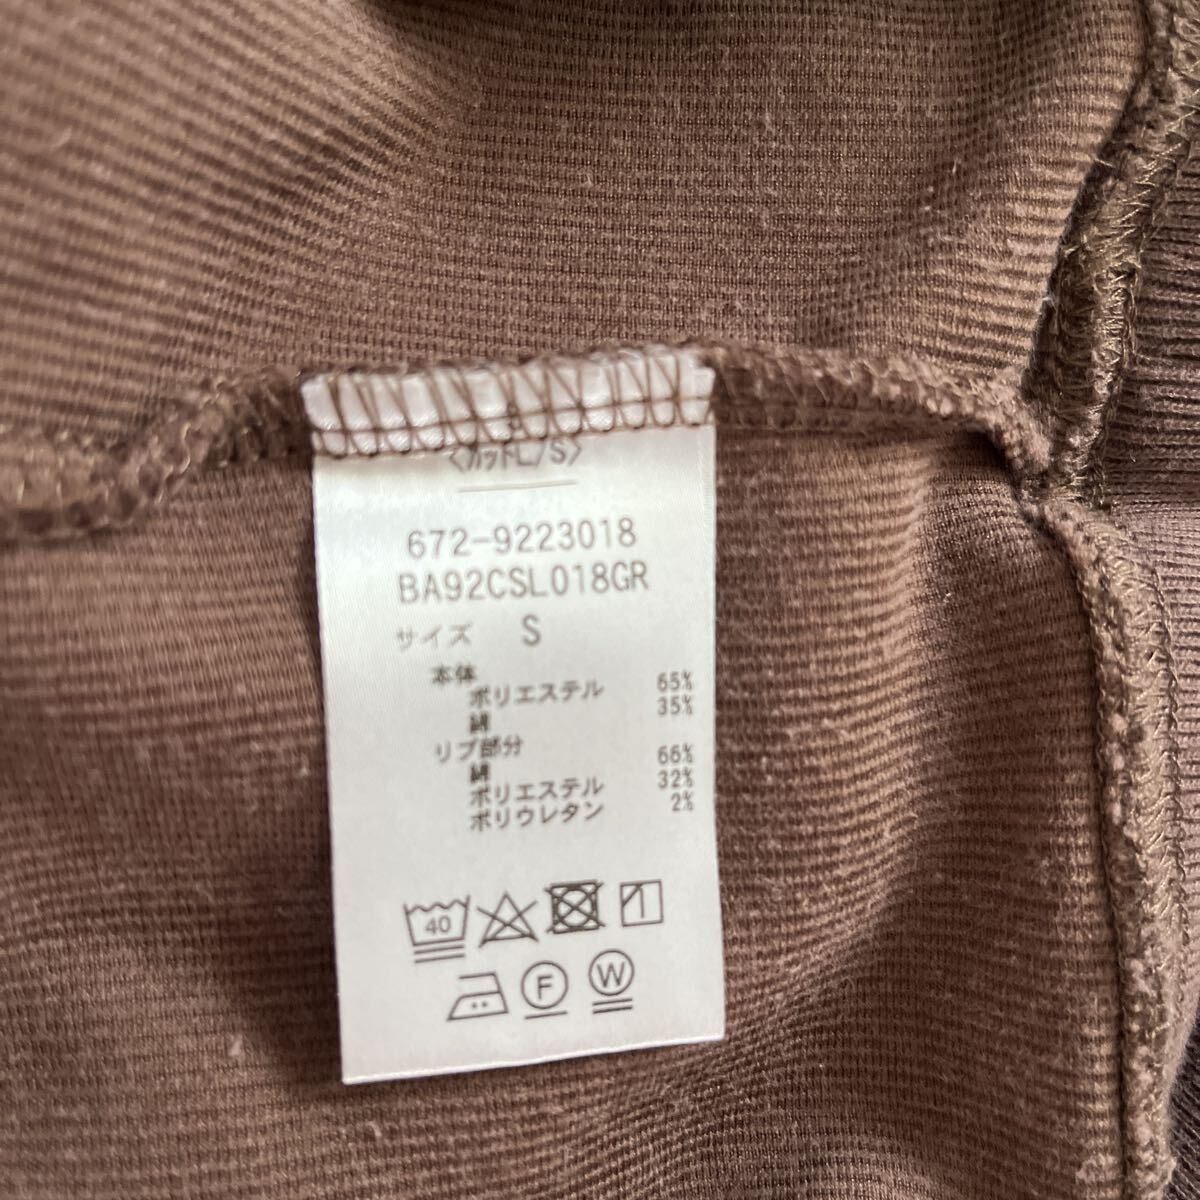 <カットL/S>
672-9223018
BA92CSL018GR
サイズ S
本体
ポリエステル 65%
綿 35%
リブ部分
綿 66%
ポリエステル 32%
ポリウレタン 2%
40
F W